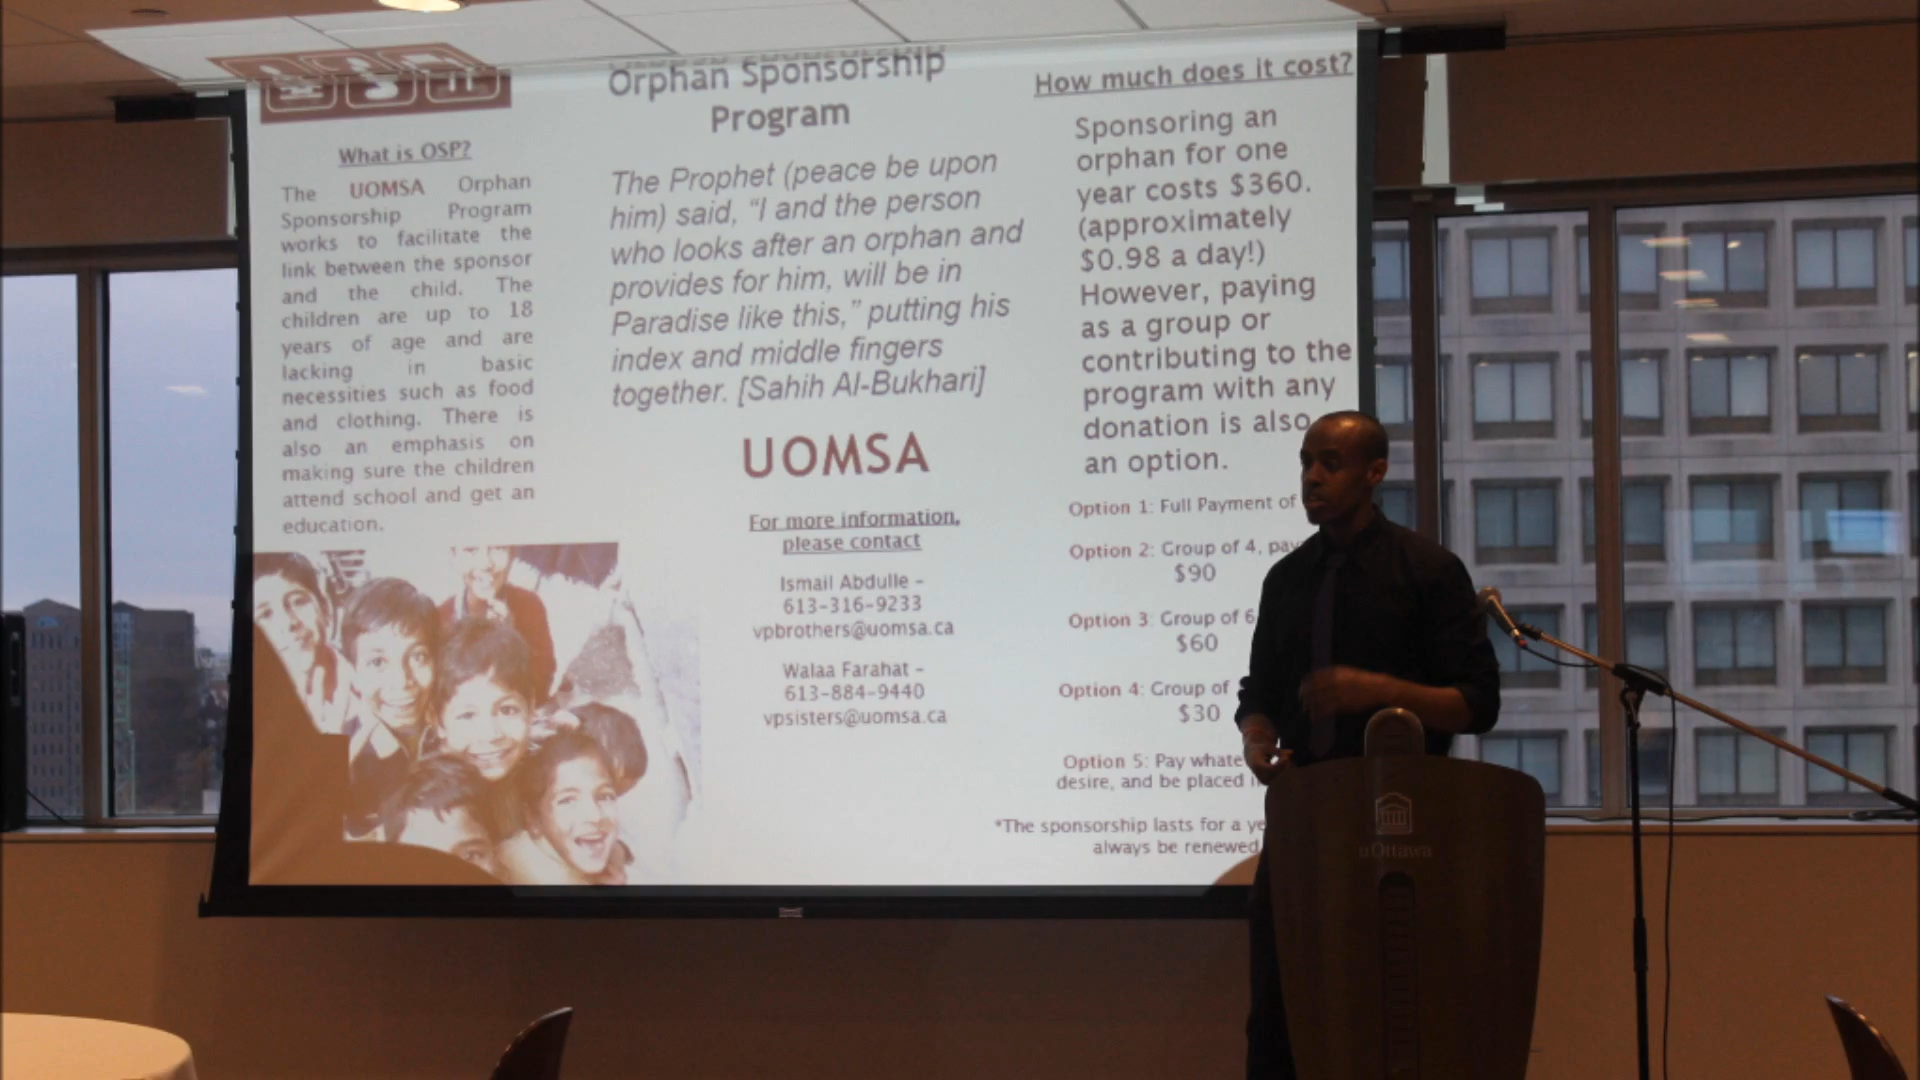 What is OSP?
The UOMSA Orphan
Sponsorship Program
works to facilitate the
link between the sponsor
and the child. The
children are up to 18
years of age and are
lacking in basic
necessities such as food
and clothing. There is
also an emphasis on
making sure the children
attend school and get an
education.
Orphan Sponsorship
Program
The Prophet (peace be upon
him) said, “I and the person
who looks after an orphan and
provides for him, will be in
Paradise like this,” putting his
index and middle fingers
together. [Sahih Al-Bukhari]
UOMSA
For more information,
please contact
Ismail Abdulle –
613-316-9233
vpbrothers@uomsa.ca
Walaa Farahat –
613-884-9440
vpsisters@uomsa.ca
How much does it cost?
Sponsoring an
orphan for one
year costs $360.
(approximately
$0.98 a day!)
However, paying
as a group or
contributing to the
program with any
donation is also
an option.
Option 1: Full Payment of
Option 2: Group of 4, pay
$90
Option 3: Group of 6
$60
Option 4: Group of
$30
Option 5: Pay whate
desire, and be placed
*The sponsorship lasts for a ye
always be renewed
uOttawa